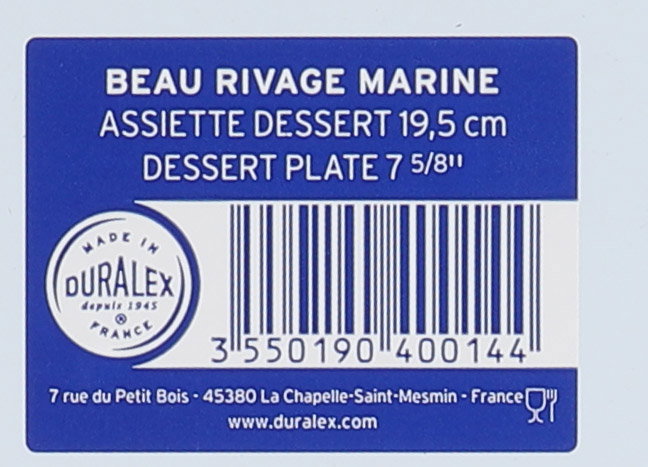 BEAU RIVAGE MARINE
ASSIETTE DESSERT 19,5 cm
DESSERT PLATE 7 5/8"
MADE IN
DURALEX
depuis 1945
®
FRANCE
3 550190 400144
7 rue du Petit Bois - 45380 La Chapelle-Saint-Mesmin - France
www.duralex.com